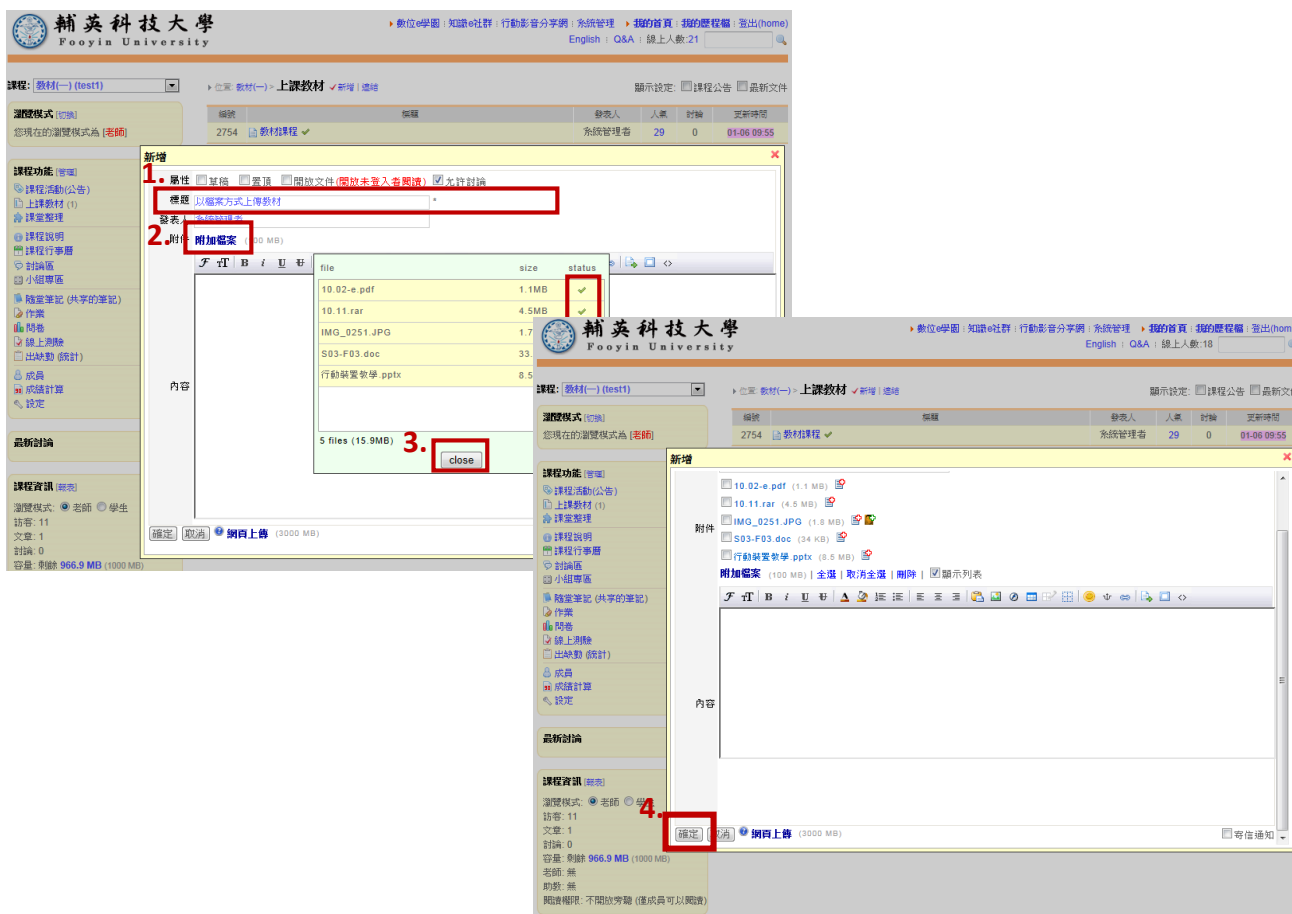 輔英科技大學
Fooyin University
數位e學園 | 知識e社群 | 行動影音分享網 | 系統管理 我的首頁 | 我的歷程檔 | 登出(home)
English | Q&A | 線上人數:21
課程: 教材(一) (test1)
位置: 教材(一) > 上課教材 新增 | 連結
顯示設定: 課程公告 最新文件
瀏覽模式 [切換]
您現在的瀏覽模式為 [老師]
編號 標題 發表人 人氣 討論 更新時間
2754 教材課程 系統管理者 29 0 01-06 09:55
課程功能 [管理]
課程活動(公告)
上課教材 (1)
課堂整理
課程說明
課程行事曆
討論區
小組專區
隨堂筆記 (共享的筆記)
作業
問卷
線上測驗
出缺勤 (統計)
成員
成績計算
設定
最新討論
課程資訊 [報表]
瀏覽模式: 老師 學生
訪客: 11
文章: 1
討論: 0
容量: 剩餘 966.9 MB (1000 MB)
新增
1.
屬性 草稿 置頂 開放文件(開放未登入者閱讀) 允許討論
標題 以檔案方式上傳教材 *
發表人 系統管理者
2.
附件 附加檔案 (100 MB)
F TT B i U
file size status
10.02-e.pdf 1.1MB
10.11.rar 4.5MB
IMG_0251.JPG 1.7
S03-F03.doc 33.
行動裝置教學.pptx 8.5
5 files (15.9MB)
3.
close
內容
確定 取消 網頁上傳 (3000 MB)
輔英科技大學
Fooyin University
數位e學園 | 知識e社群 | 行動影音分享網 | 系統管理 我的首頁 | 我的歷程檔 | 登出(hom
English | Q&A | 線上人數:18
課程: 教材(一) (test1)
位置: 教材(一) > 上課教材 新增 | 連結
顯示設定: 課程公告 最新文
瀏覽模式 [切換]
您現在的瀏覽模式為 [老師]
編號 標題 發表人 人氣 討論 更新時間
2754 教材課程 系統管理者 29 0 01-06 09:55
課程功能 [管理]
課程活動(公告)
上課教材 (1)
課堂整理
課程說明
課程行事曆
討論區
小組專區
隨堂筆記 (共享的筆記)
作業
問卷
線上測驗
出缺勤 (統計)
成員
成績計算
設定
最新討論
課程資訊 [報表]
瀏覽模式: 老師 學生
訪客: 11
文章: 1
討論: 0
容量: 剩餘 966.9 MB (1000 MB)
老師: 無
助教: 無
閱讀權限: 不開放旁聽 (僅成員可以閱讀)
新增
附件
10.02-e.pdf (1.1 MB)
10.11.rar (4.5 MB)
IMG_0251.JPG (1.8 MB)
S03-F03.doc (34 KB)
行動裝置教學.pptx (8.5 MB)
附加檔案 (100 MB) | 全選 | 取消全選 | 刪除 | 顯示列表
F TT B i U A
內容
4.
確定 取消 網頁上傳 (3000 MB)
寄信通知